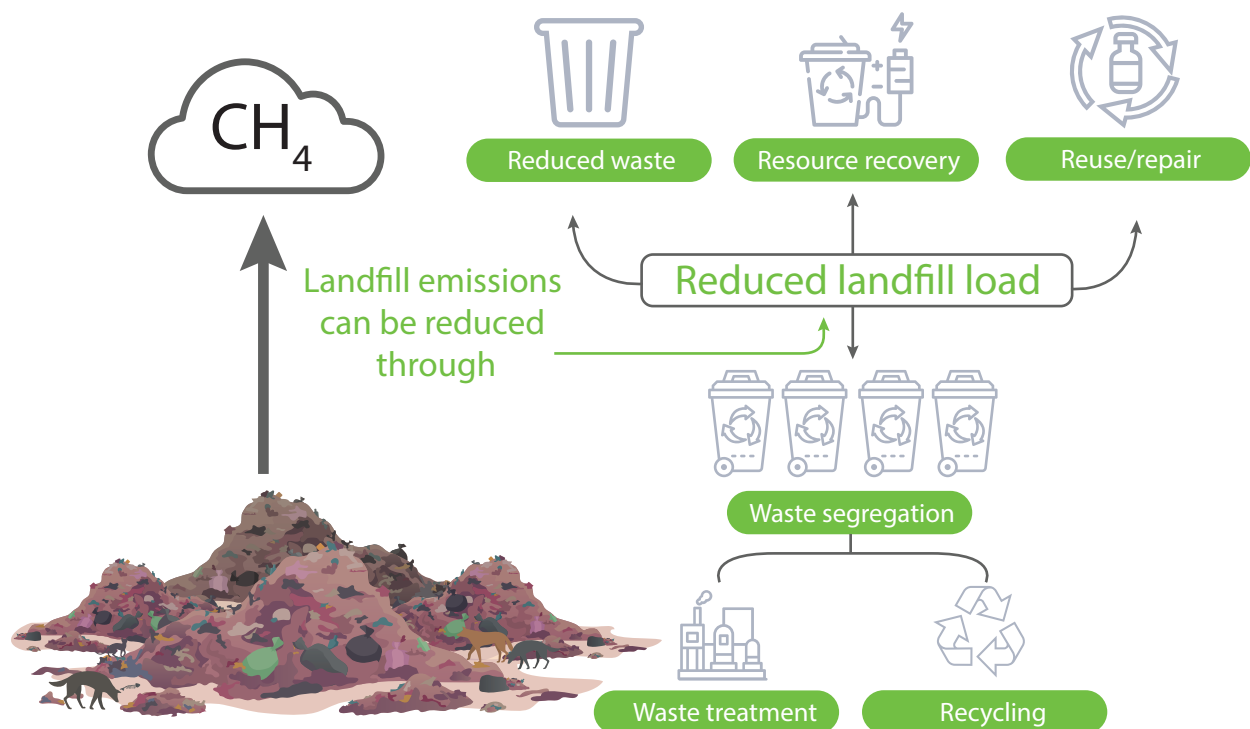 CH4
Reduced waste
Resource recovery
Reuse/repair
Landfill emissions
can be reduced
through
Reduced landfill load
Waste segregation
Waste treatment
Recycling